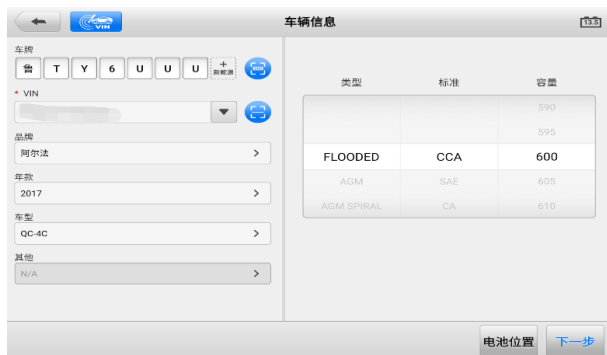 VIN
车辆信息
13.5
车牌
鲁 T Y 6 U U U + 新能源
* VIN
品牌
阿尔法
年款
2017
车型
QC-4C
其他
N/A
类型 标准 容量
590
595
FLOODED CCA 600
AGM SAE 605
AGM SPIRAL CA 610
电池位置 下一步